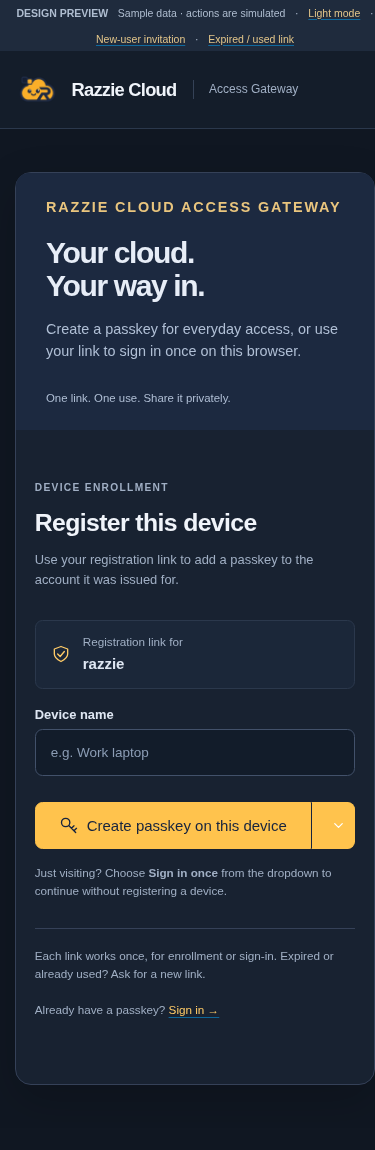 DESIGN PREVIEW Sample data · actions are simulated · Light mode ·
New-user invitation · Expired / used link
Razzie Cloud Access Gateway
RAZZIE CLOUD ACCESS GATEWAY
Your cloud.
Your way in.
Create a passkey for everyday access, or use
your link to sign in once on this browser.
One link. One use. Share it privately.
DEVICE ENROLLMENT
Register this device
Use your registration link to add a passkey to the
account it was issued for.
Registration link for
razzie
Device name
e.g. Work laptop
Create passkey on this device
Just visiting? Choose Sign in once from the dropdown to
continue without registering a device.
Each link works once, for enrollment or sign-in. Expired or
already used? Ask for a new link.
Already have a passkey? Sign in →